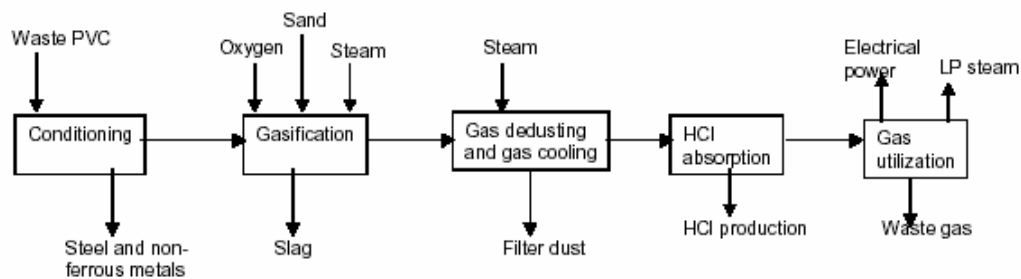 Waste PVC
Oxygen
Sand
Steam
Steam
Electrical
power
LP steam
Conditioning
Gasification
Gas dedusting
and gas cooling
HCl
absorption
Gas
utilization
Steel and non-
ferrous metals
Slag
Filter dust
HCl production
Waste gas